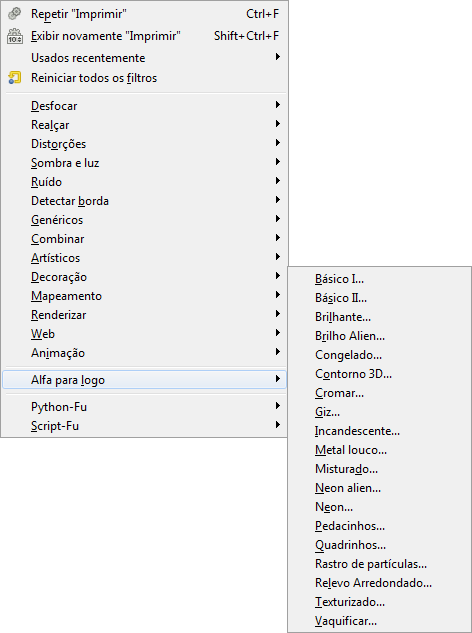 Repetir "Imprimir" Ctrl+F
Exibir novamente "Imprimir" Shift+Ctrl+F
Usados recentemente
Reiniciar todos os filtros
Desfocar
Realçar
Distorções
Sombra e luz
Ruído
Detectar borda
Genéricos
Combinar
Artísticos
Decoração
Mapeamento
Renderizar
Web
Animação
Alfa para logo
Python-Fu
Script-Fu
Básico I...
Básico II...
Brilhante...
Brilho Alien...
Congelado...
Contorno 3D...
Cromar...
Giz...
Incandescente...
Metal louco...
Misturado...
Neon alien...
Neon...
Pedacinhos...
Quadrinhos...
Rastro de partículas...
Relevo Arredondado...
Texturizado...
Vaquificar...